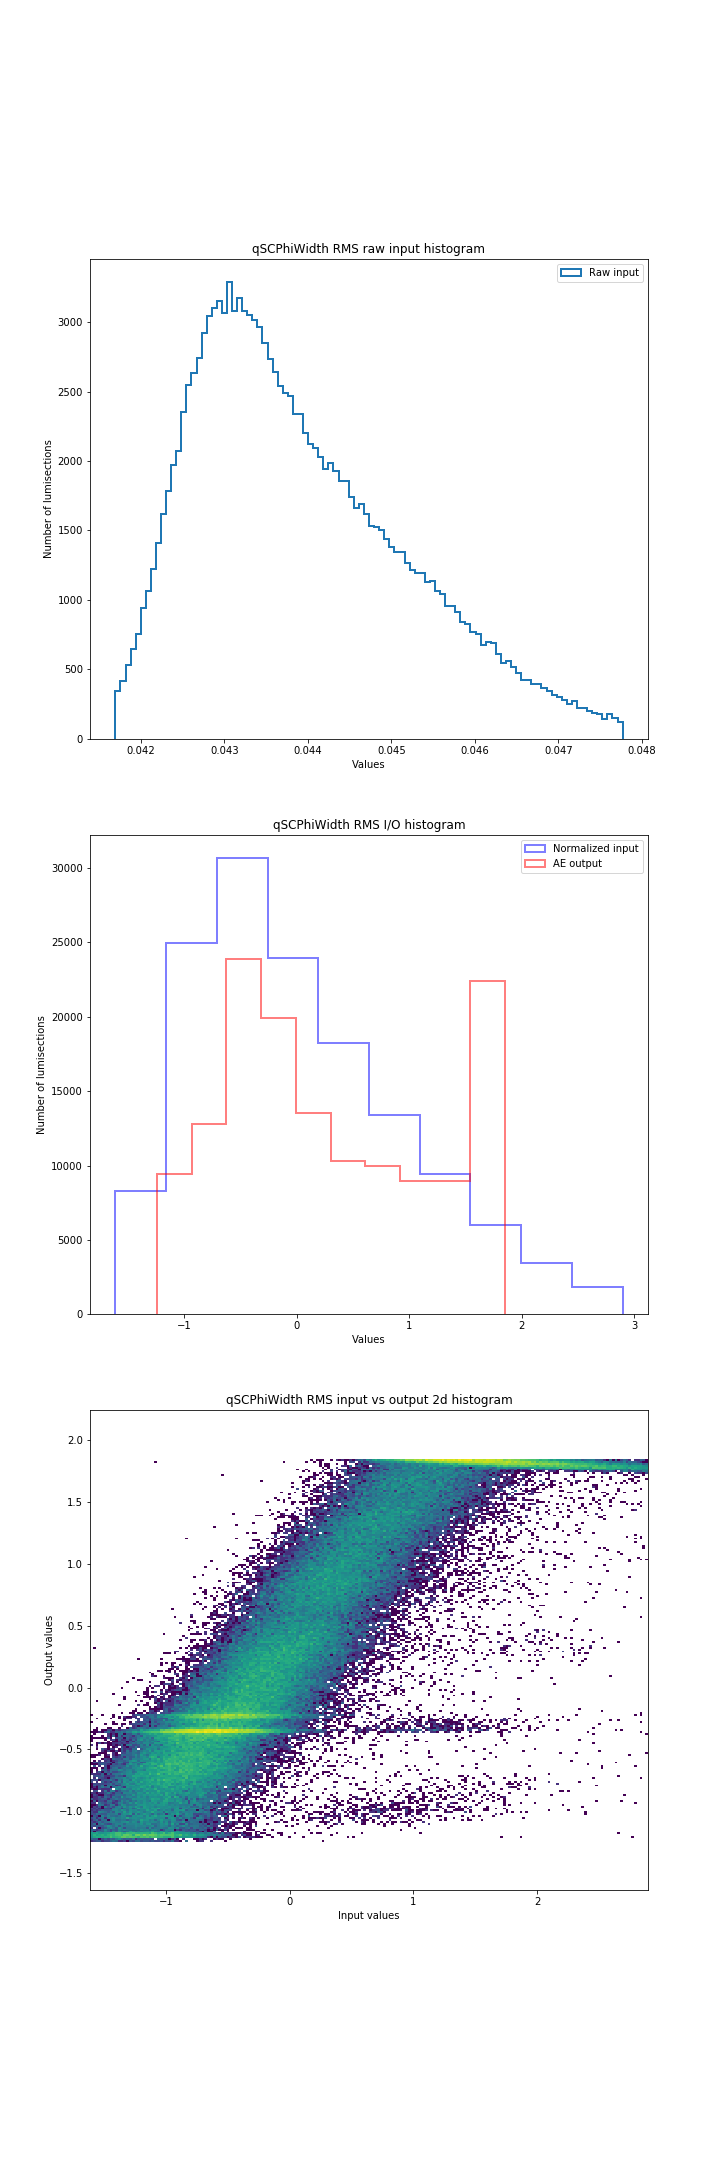 qSCPhiWidth RMS raw input histogram
Raw input
3000
2500
2000
1500
1000
500
0
Number of lumisections
0.042 0.043 0.044 0.045 0.046 0.047 0.048
Values
qSCPhiWidth RMS I/O histogram
Normalized input
AE output
30000
25000
20000
15000
10000
5000
0
Number of lumisections
−1 0 1 2 3
Values
qSCPhiWidth RMS input vs output 2d histogram
2.0
1.5
1.0
0.5
0.0
−0.5
−1.0
−1.5
Output values
−1 0 1 2
Input values